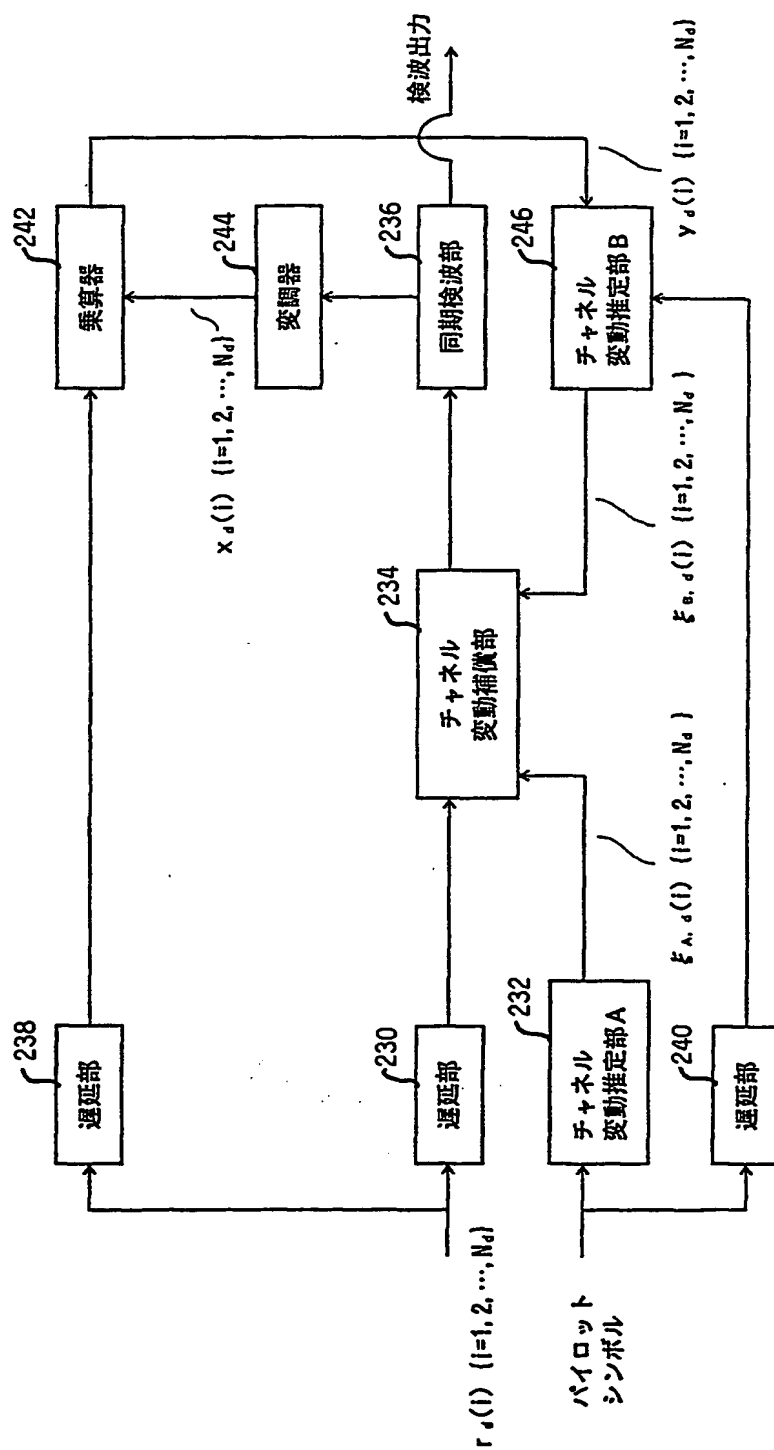 238
遅延部
242
乗算器
x_d(i) {i=1, 2, …, N_d}
244
変調器
検波出力
r_d(i) {i=1, 2, …, N_d}
230
遅延部
234
チャネル
変動補償部
236
同期検波部
パイロット
シンボル
232
チャネル
変動推定部A
ξ_A, d(i) {i=1, 2, …, N_d}
ξ_B, d(i) {i=1, 2, …, N_d}
246
チャネル
変動推定部B
y_d(i) {i=1, 2, …, N_d}
240
遅延部